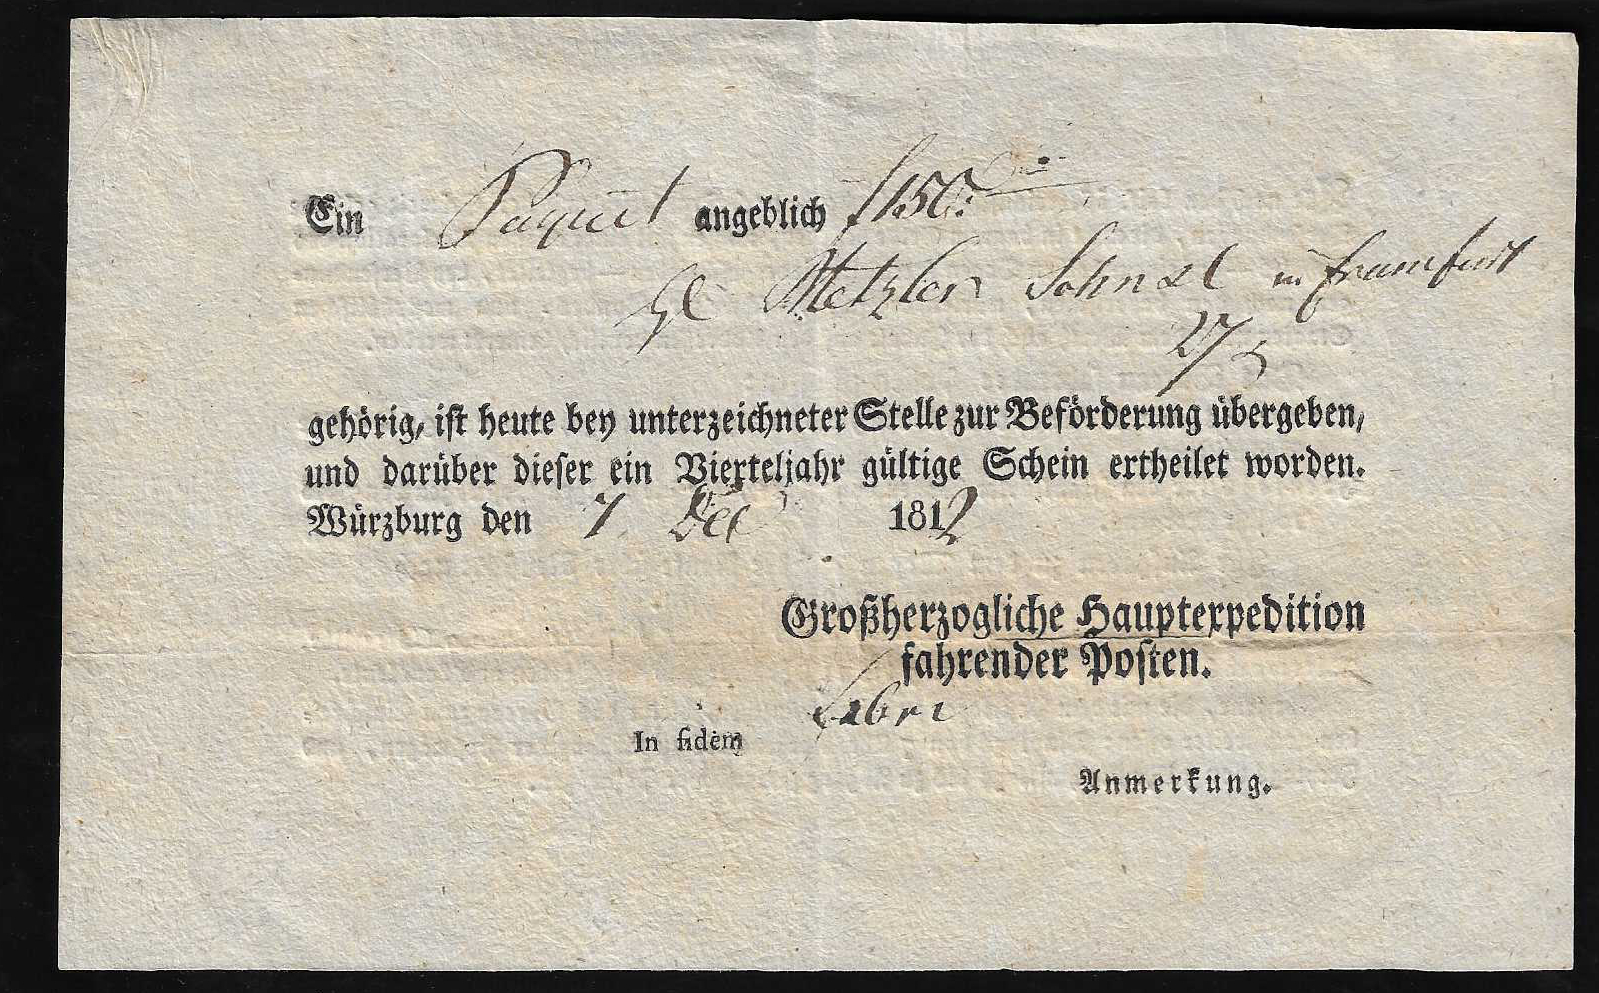 Ein Paquet angeblich f 150:
Metzler Sohn & C in Frankfurt
27
gehörig, ist heute bey unterzeichneter Stelle zur Beförderung übergeben,
und darüber dieser ein Vierteljahr gültige Schein ertheilet worden.
Würzburg den 7 Dec 1812
Großherzogliche Hauptexpedition
fahrender Posten.
In fidem
Anmerkung.